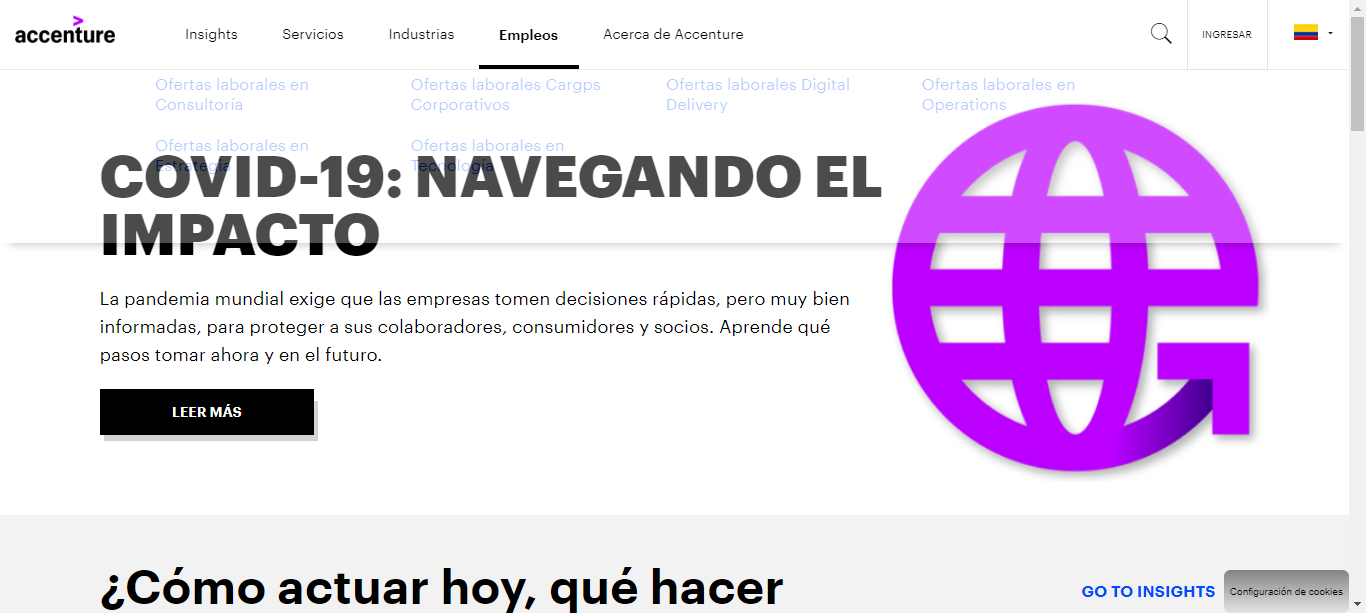 accenture
Insights
Servicios
Industrias
Empleos
Acerca de Accenture
INGRESAR
Ofertas laborales en
Consultoría
Ofertas laborales Cargps
Corporativos
Ofertas laborales Digital
Delivery
Ofertas laborales en
Operations
Ofertas laborales en
Estrategia
Ofertas laborales en
Tecnología
COVID-19: NAVEGANDO EL
IMPACTO
La pandemia mundial exige que las empresas tomen decisiones rápidas, pero muy bien
informadas, para proteger a sus colaboradores, consumidores y socios. Aprende qué
pasos tomar ahora y en el futuro.
LEER MÁS
¿Cómo actuar hoy, qué hacer
GO TO INSIGHTS
Configuración de cookies